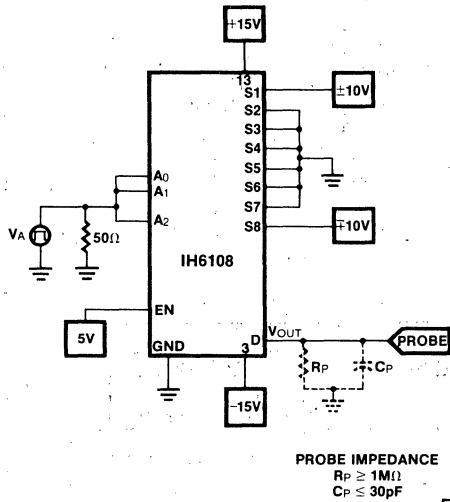 +15V
13
S1
±10V
S2
S3
S4
S5
S6
S7
S8
∓10V
A0
A1
A2
VA
50Ω
IH6108
EN
5V
GND
D
VOUT
PROBE
3
RP
CP
−15V
PROBE IMPEDANCE
RP ≥ 1MΩ
CP ≤ 30pF